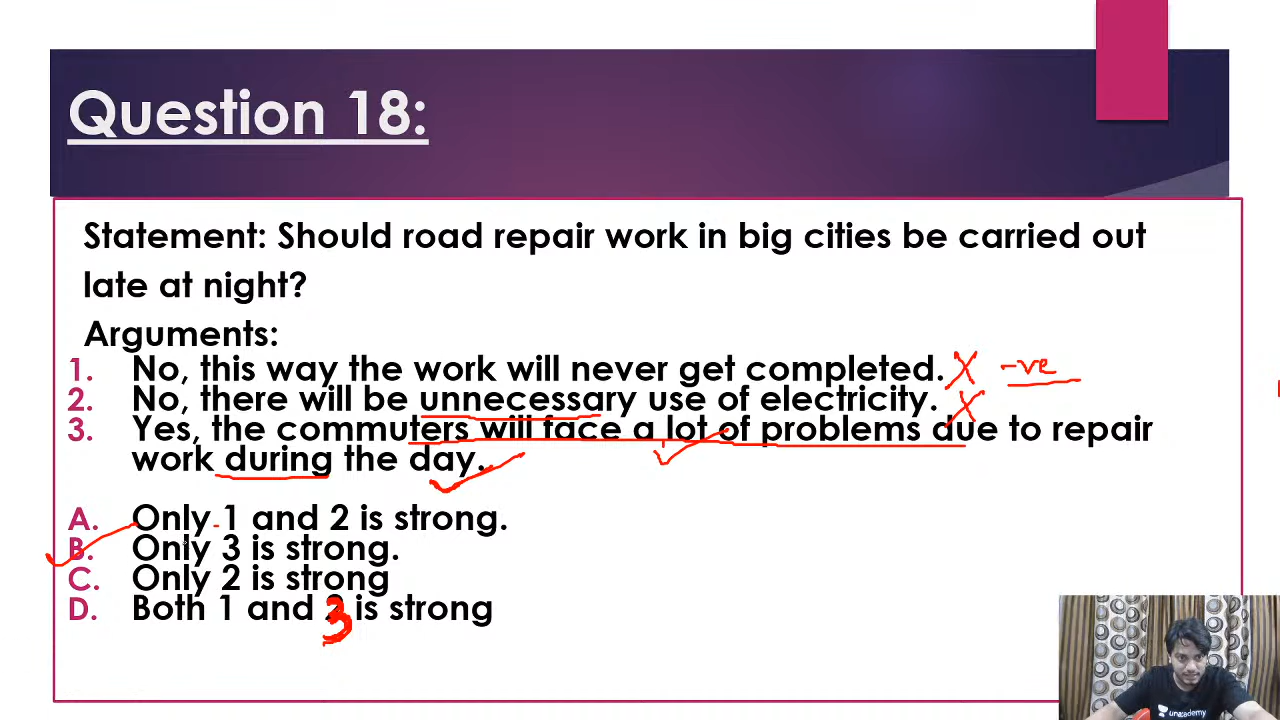 Question 18:
Statement: Should road repair work in big cities be carried out
late at night?
Arguments:
1. No, this way the work will never get completed. X -ve
2. No, there will be unnecessary use of electricity. X
3. Yes, the commuters will face a lot of problems due to repair
work during the day.
A. Only 1 and 2 is strong.
B. Only 3 is strong.
C. Only 2 is strong
D. Both 1 and 3 is strong
unacademy